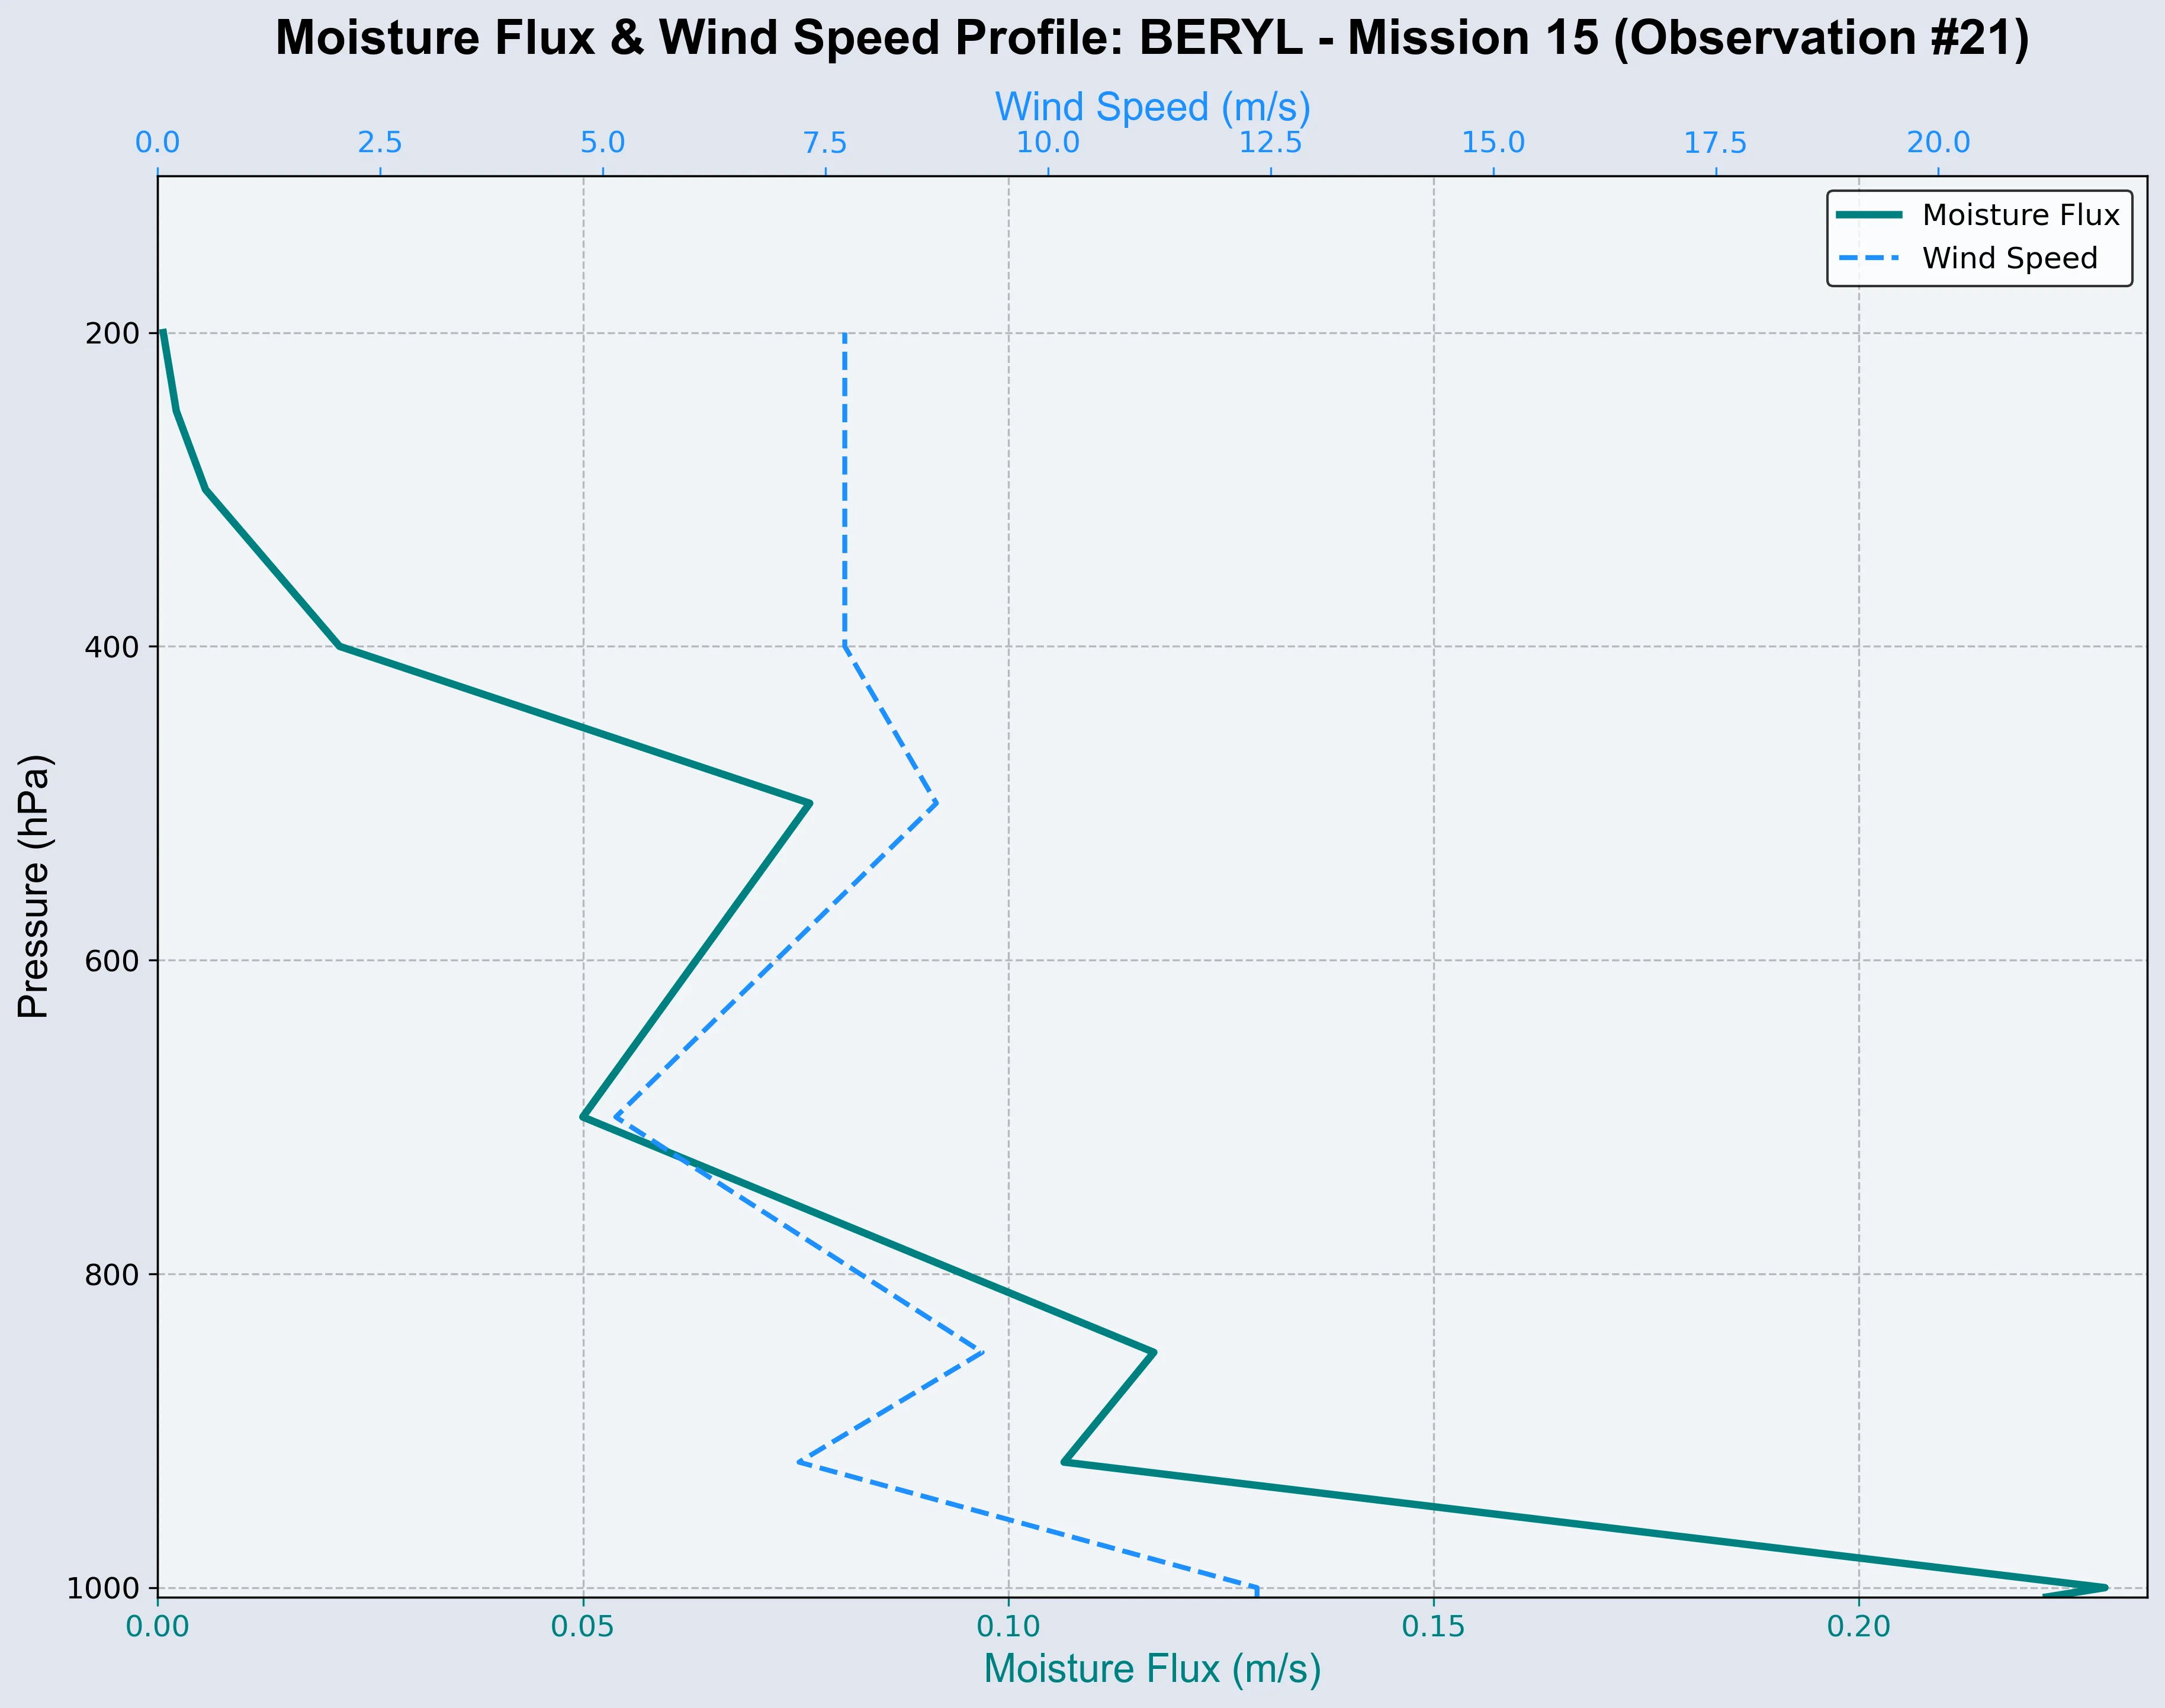 Moisture Flux & Wind Speed Profile: BERYL - Mission 15 (Observation #21)
Wind Speed (m/s)
0.0 2.5 5.0 7.5 10.0 12.5 15.0 17.5 20.0
Moisture Flux
Wind Speed
Pressure (hPa)
200
400
600
800
1000
0.00 0.05 0.10 0.15 0.20
Moisture Flux (m/s)